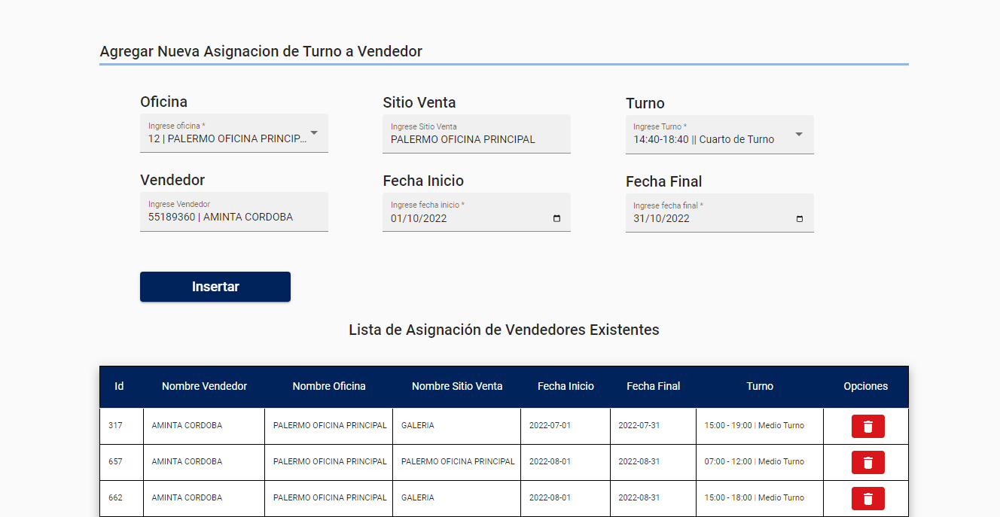 Agregar Nueva Asignacion de Turno a Vendedor
Oficina
Sitio Venta
Turno
Ingrese oficina *
12 | PALERMO OFICINA PRINCIP...
Ingrese Sitio Venta
PALERMO OFICINA PRINCIPAL
Ingrese Turno *
14:40-18:40 || Cuarto de Turno
Vendedor
Fecha Inicio
Fecha Final
Ingrese Vendedor
55189360 | AMINTA CORDOBA
Ingrese fecha inicio *
01/10/2022
Ingrese fecha final *
31/10/2022
Insertar
Lista de Asignación de Vendedores Existentes
Id Nombre Vendedor Nombre Oficina Nombre Sitio Venta Fecha Inicio Fecha Final Turno Opciones
317 AMINTA CORDOBA PALERMO OFICINA PRINCIPAL GALERIA 2022-07-01 2022-07-31 15:00 - 19:00 | Medio Turno
657 AMINTA CORDOBA PALERMO OFICINA PRINCIPAL PALERMO OFICINA PRINCIPAL 2022-08-01 2022-08-31 07:00 - 12:00 | Medio Turno
662 AMINTA CORDOBA PALERMO OFICINA PRINCIPAL GALERIA 2022-08-01 2022-08-31 15:00 - 18:00 | Medio Turno